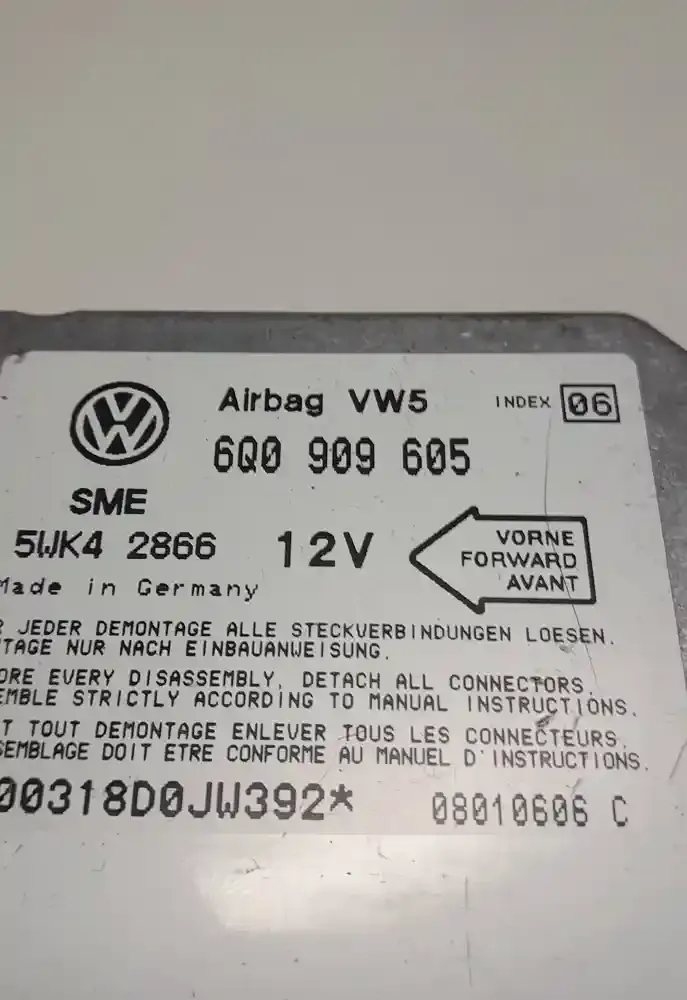 Airbag VW5 INDEX 06
6Q0 909 605
SME
5WK4 2866 12V
VORNE
FORWARD
AVANT
Made in Germany
JEDER DEMONTAGE ALLE STECKVERBINDUNGEN LOESEN.
TAGE NUR NACH EINBAUANWEISUNG.
ORE EVERY DISASSEMBLY, DETACH ALL CONNECTORS.
EMBLE STRICTLY ACCORDING TO MANUAL INSTRUCTIONS.
T TOUT DEMONTAGE ENLEVER TOUS LES CONNECTEURS.
SEMBLAGE DOIT ETRE CONFORME AU MANUEL D'INSTRUCTIONS.
00318D0JW392* 08010606 C